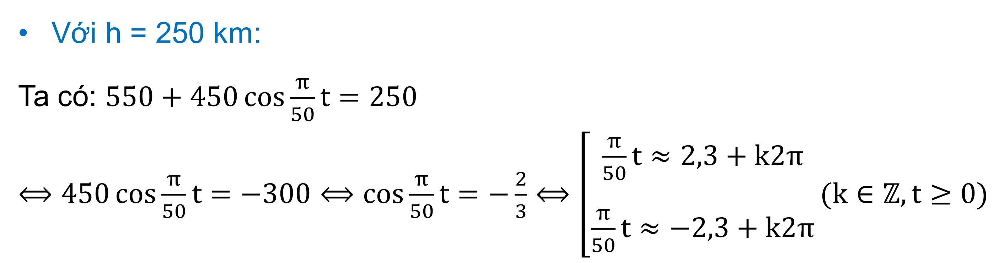 • Với h = 250 km:
Ta có: 550 + 450 cos π/50 t = 250
⟺ 450 cos π/50 t = −300 ⟺ cos π/50 t = −2/3 ⟺ [ π/50 t ≈ 2,3 + k2π
π/50 t ≈ −2,3 + k2π (k ∈ ℤ, t ≥ 0)